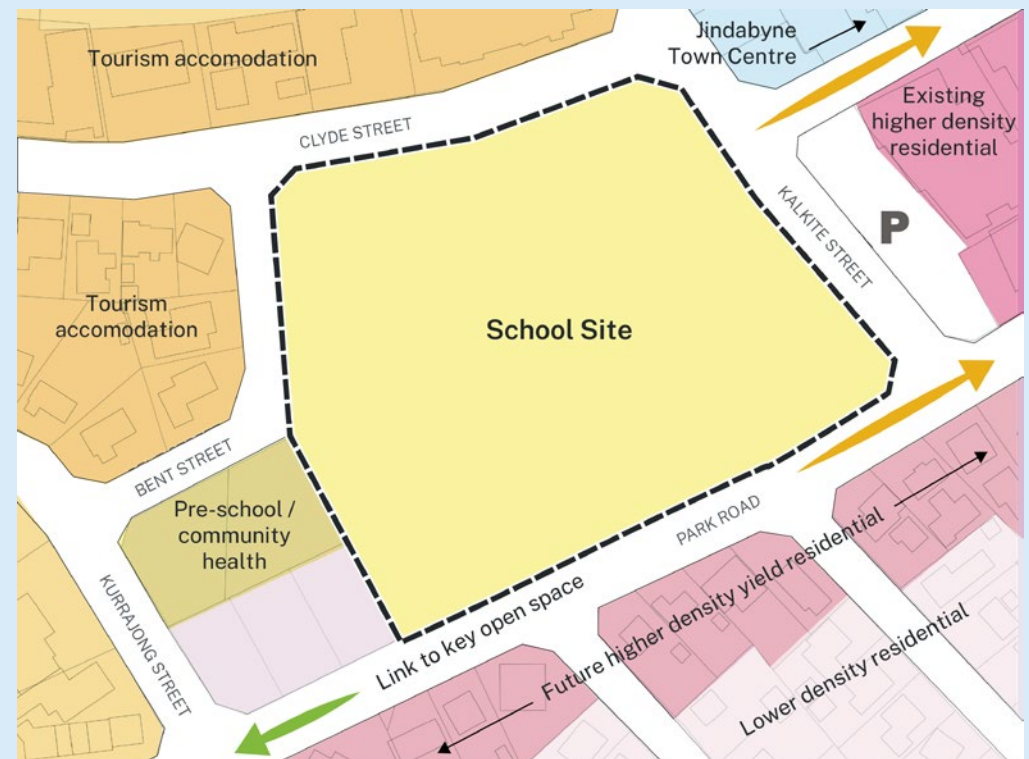 Tourism accomodation
Jindabyne
Town Centre
CLYDE STREET
Existing
higher density
residential
KALKITE STREET
P
Tourism
accomodation
School Site
BENT STREET
Pre-school /
community
health
PARK ROAD
KURRAJONG STREET
Link to key open space
Future higher density yield residential
Lower density residential